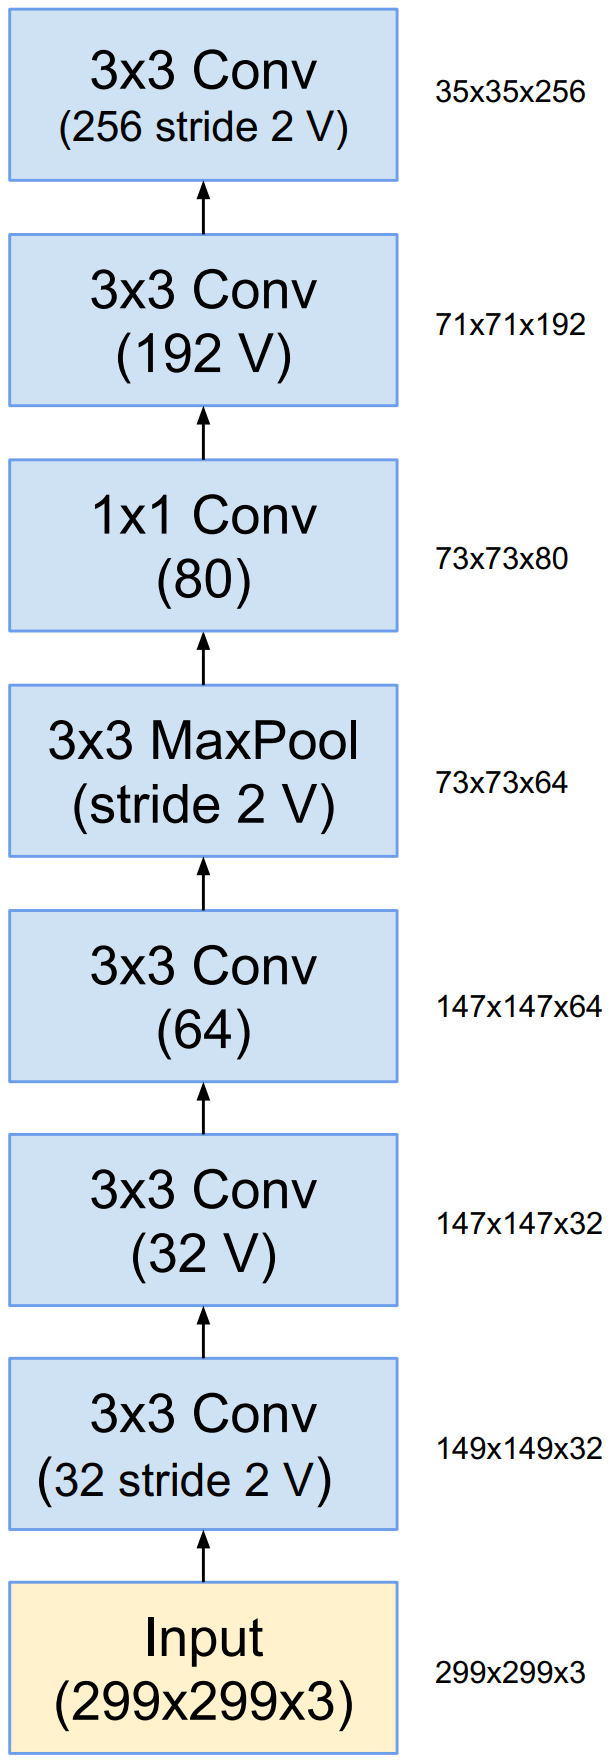 3x3 Conv
(256 stride 2 V)
35x35x256
3x3 Conv
(192 V)
71x71x192
1x1 Conv
(80)
73x73x80
3x3 MaxPool
(stride 2 V)
73x73x64
3x3 Conv
(64)
147x147x64
3x3 Conv
(32 V)
147x147x32
3x3 Conv
(32 stride 2 V)
149x149x32
Input
(299x299x3)
299x299x3